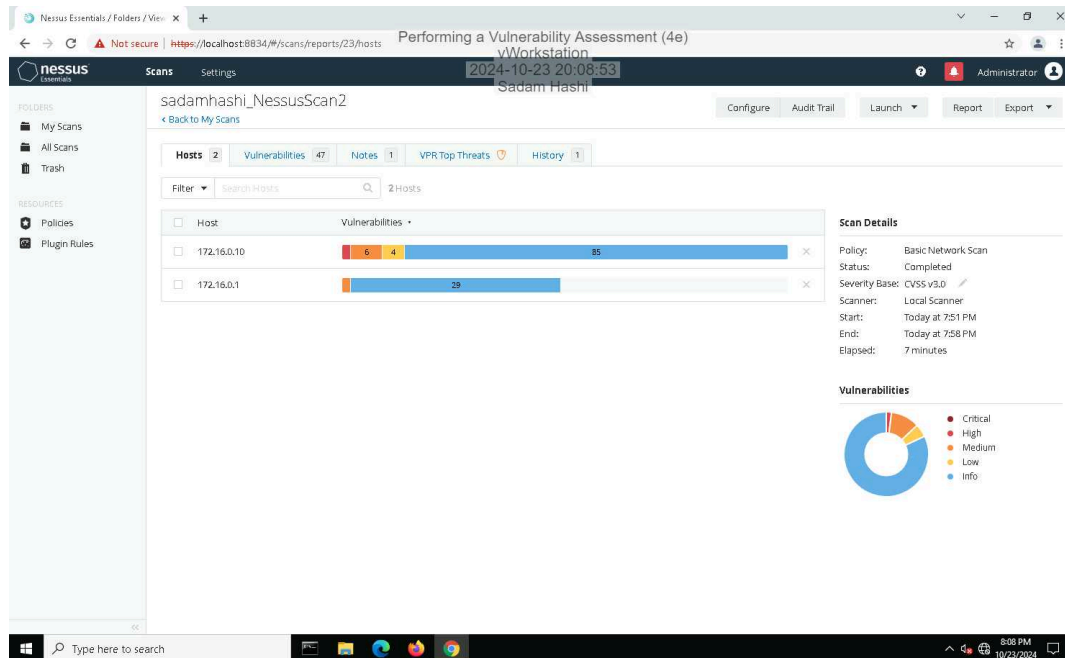 Nessus Essentials / Folders / View
Not secure | https://localhost:8834/#/scans/reports/23/hosts
Performing a Vulnerability Assessment (4e)
vWorkstation
2024-10-23 20:08:53
Sadam Hashi
nessus
Essentials
Scans Settings
Administrator
FOLDERS
My Scans
All Scans
Trash
RESOURCES
Policies
Plugin Rules
sadamhashi_NessusScan2
< Back to My Scans
Configure Audit Trail Launch Report Export
Hosts 2 Vulnerabilities 47 Notes 1 VPR Top Threats History 1
Filter Search Hosts 2 Hosts
Host Vulnerabilities
172.16.0.10 6 4 85
172.16.0.1 29
Scan Details
Policy: Basic Network Scan
Status: Completed
Severity Base: CVSS v3.0
Scanner: Local Scanner
Start: Today at 7:51 PM
End: Today at 7:58 PM
Elapsed: 7 minutes
Vulnerabilities
Critical
High
Medium
Low
Info
Type here to search
8:08 PM
10/23/2024